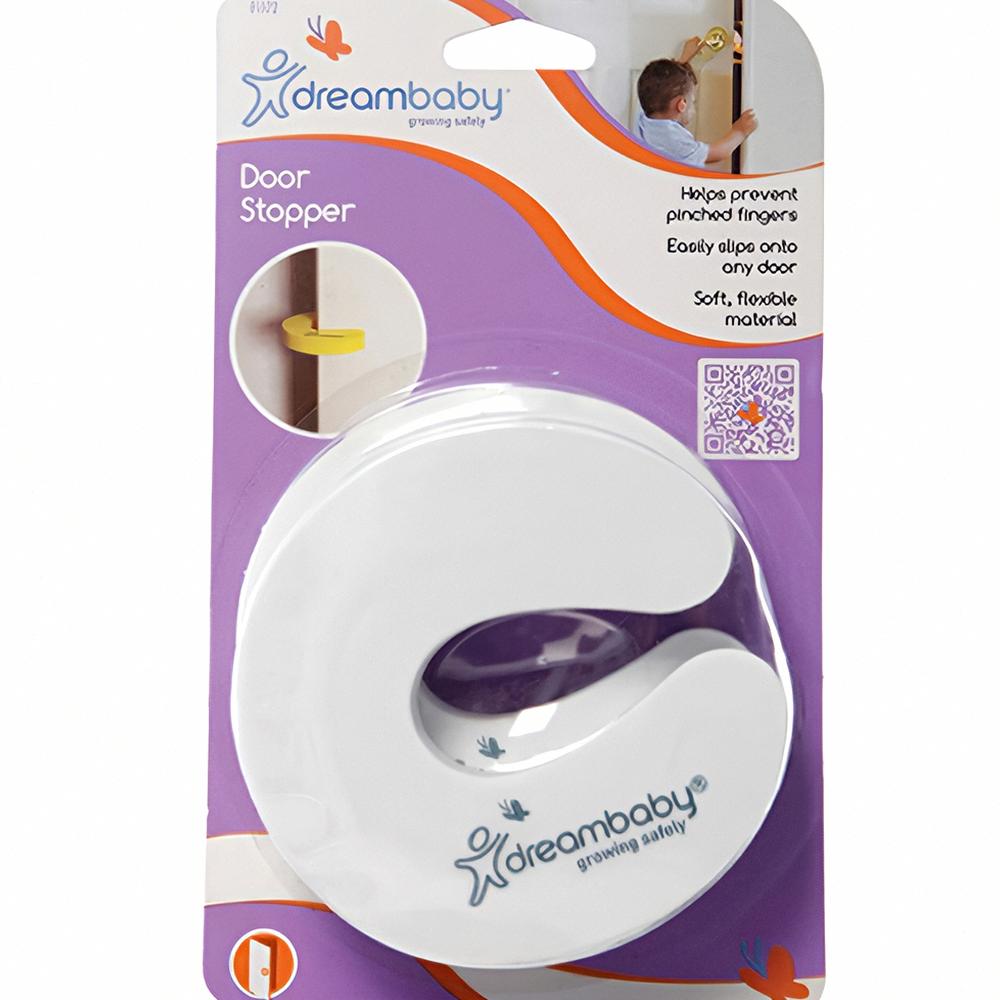 dreambaby
growing safely
Door
Stopper
Helps prevent
pinched fingers
Easily slips onto
any door
Soft, flexible
material
dreambaby®
growing safely